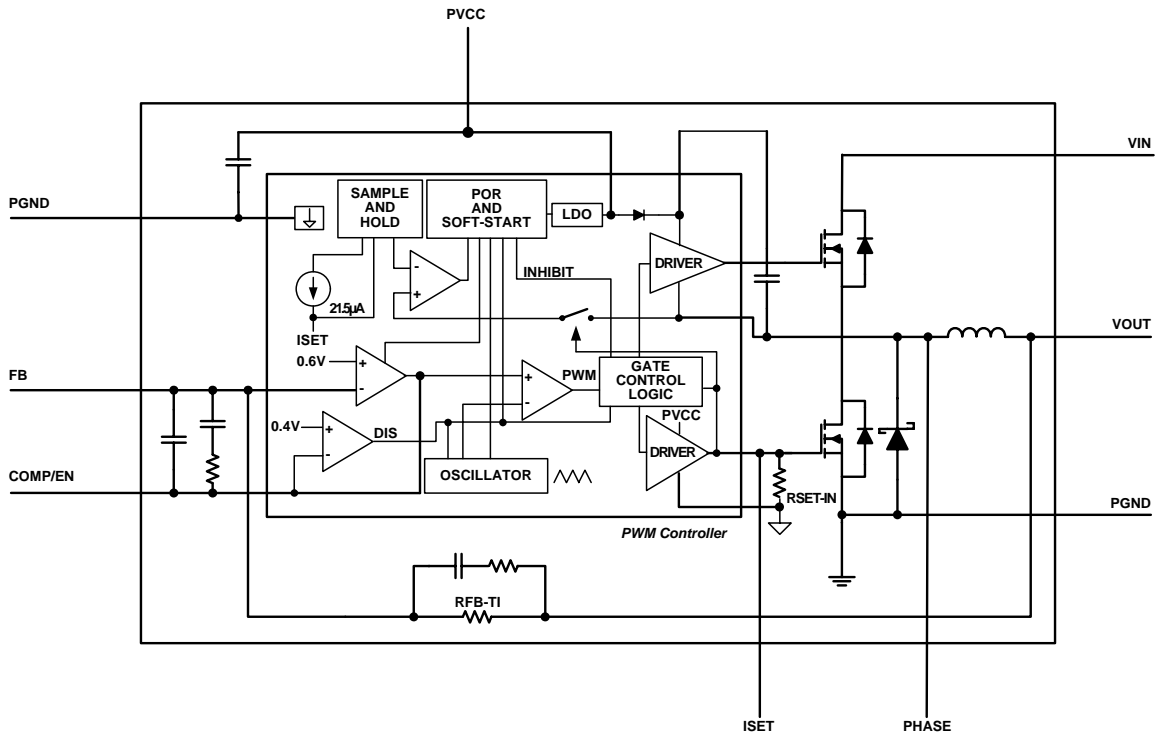 PVCC
VIN
PGND
SAMPLE
AND
HOLD
POR
AND
SOFT-START
LDO
DRIVER
INHIBIT
21.5µA
ISET
VOUT
0.6V
FB
PWM
GATE
CONTROL
LOGIC
PVCC
0.4V
DIS
DRIVER
OSCILLATOR
COMP/EN
RSET-IN
PGND
PWM Controller
RFB-TI
ISET
PHASE